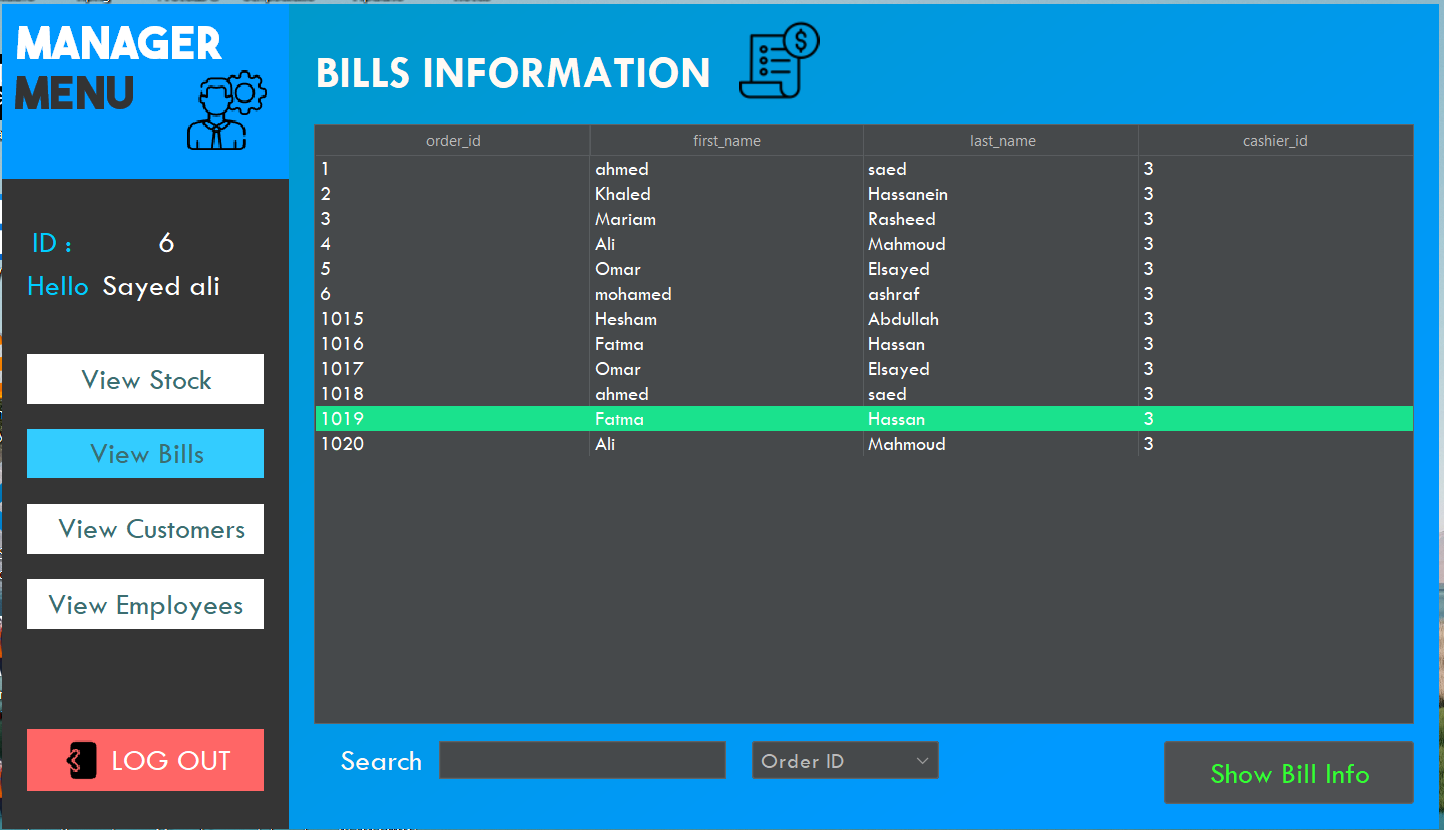 MANAGER
MENU
ID : 6
Hello Sayed ali
View Stock
View Bills
View Customers
View Employees
LOG OUT
BILLS INFORMATION
$
order_id first_name last_name cashier_id
1 ahmed saed 3
2 Khaled Hassanein 3
3 Mariam Rasheed 3
4 Ali Mahmoud 3
5 Omar Elsayed 3
6 mohamed ashraf 3
1015 Hesham Abdullah 3
1016 Fatma Hassan 3
1017 Omar Elsayed 3
1018 ahmed saed 3
1019 Fatma Hassan 3
1020 Ali Mahmoud 3
Search Order ID
Show Bill Info